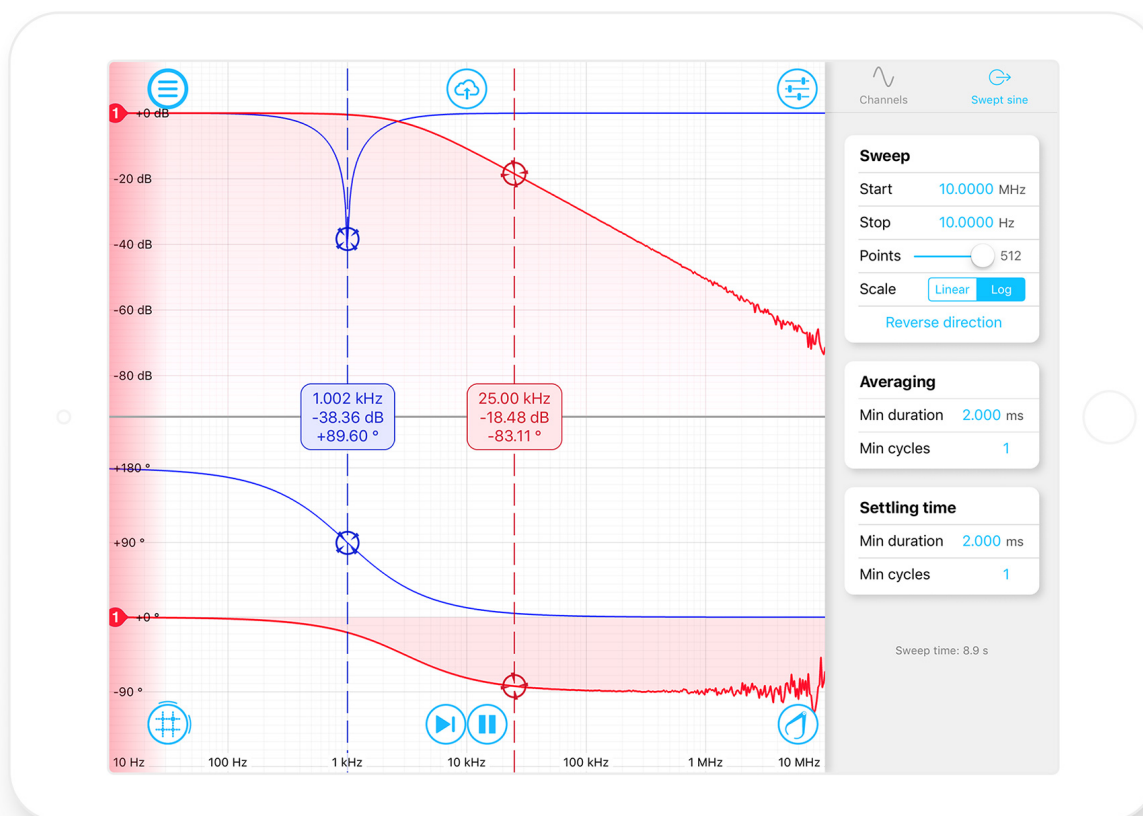 Channels
Swept sine
1
+0 dB
-20 dB
-40 dB
-60 dB
-80 dB
1.002 kHz
-38.36 dB
+89.60 °
25.00 kHz
-18.48 dB
-83.11 °
+180 °
+90 °
1
+0 °
-90 °
10 Hz
100 Hz
1 kHz
10 kHz
100 kHz
1 MHz
10 MHz
Sweep
Start 10.0000 MHz
Stop 10.0000 Hz
Points 512
Scale Linear Log
Reverse direction
Averaging
Min duration 2.000 ms
Min cycles 1
Settling time
Min duration 2.000 ms
Min cycles 1
Sweep time: 8.9 s